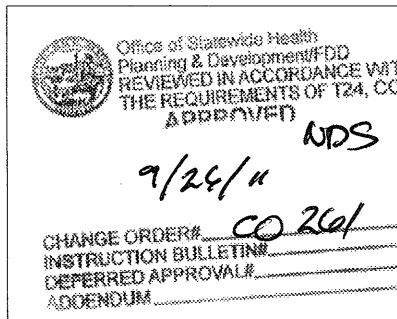 Office of Statewide Health
Planning & Development/FDD
REVIEWED IN ACCORDANCE WIT
THE REQUIREMENTS OF T24, CC
APPROVED
NDS
9/26/11
CHANGE ORDER# CO 261
INSTRUCTION BULLETIN#
DEFERRED APPROVAL#
ADDENDUM